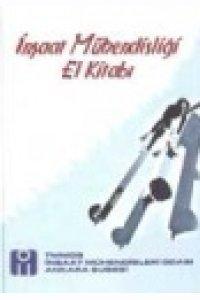 İnşaat Mühendisliği
El Kitabı
TMMOB
İNŞAAT MÜHENDİSLERİ ODASI
ANKARA ŞUBESİ